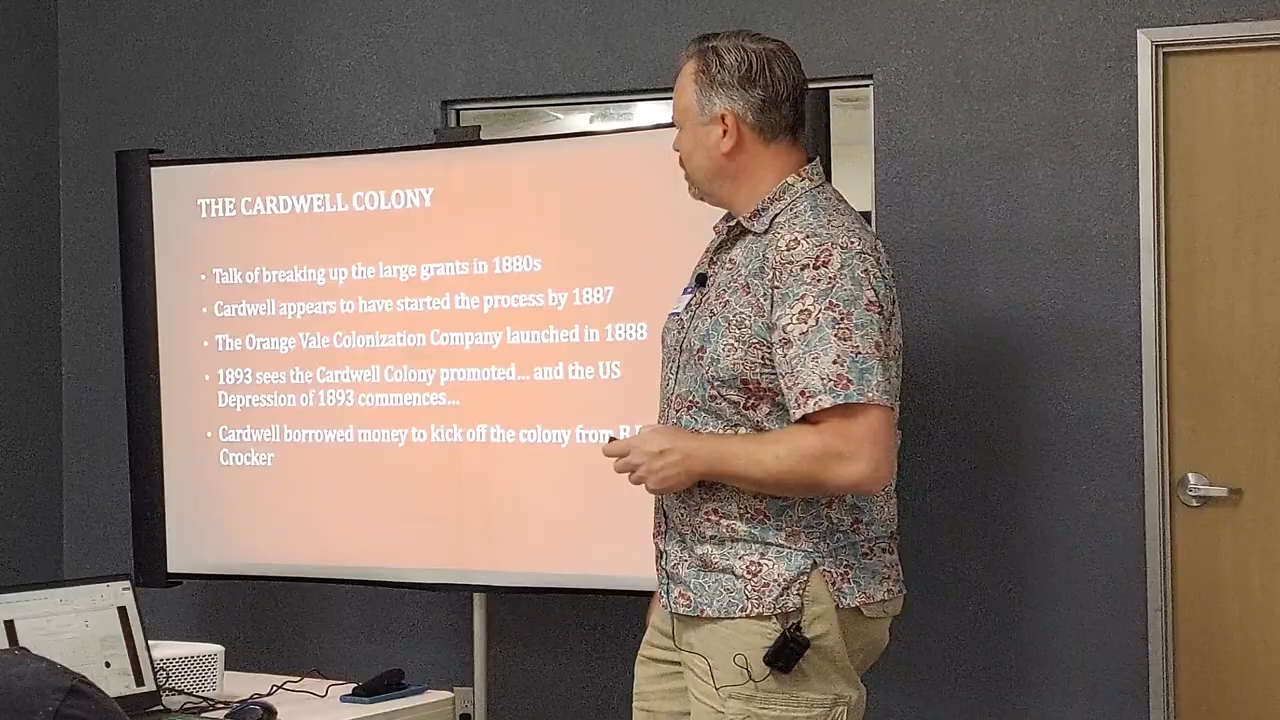 THE CARDWELL COLONY
• Talk of breaking up the large grants in 1880s
• Cardwell appears to have started the process by 1887
• The Orange Vale Colonization Company launched in 1888
• 1893 sees the Cardwell Colony promoted... and the US
Depression of 1893 commences...
• Cardwell borrowed money to kick off the colony from
Crocker